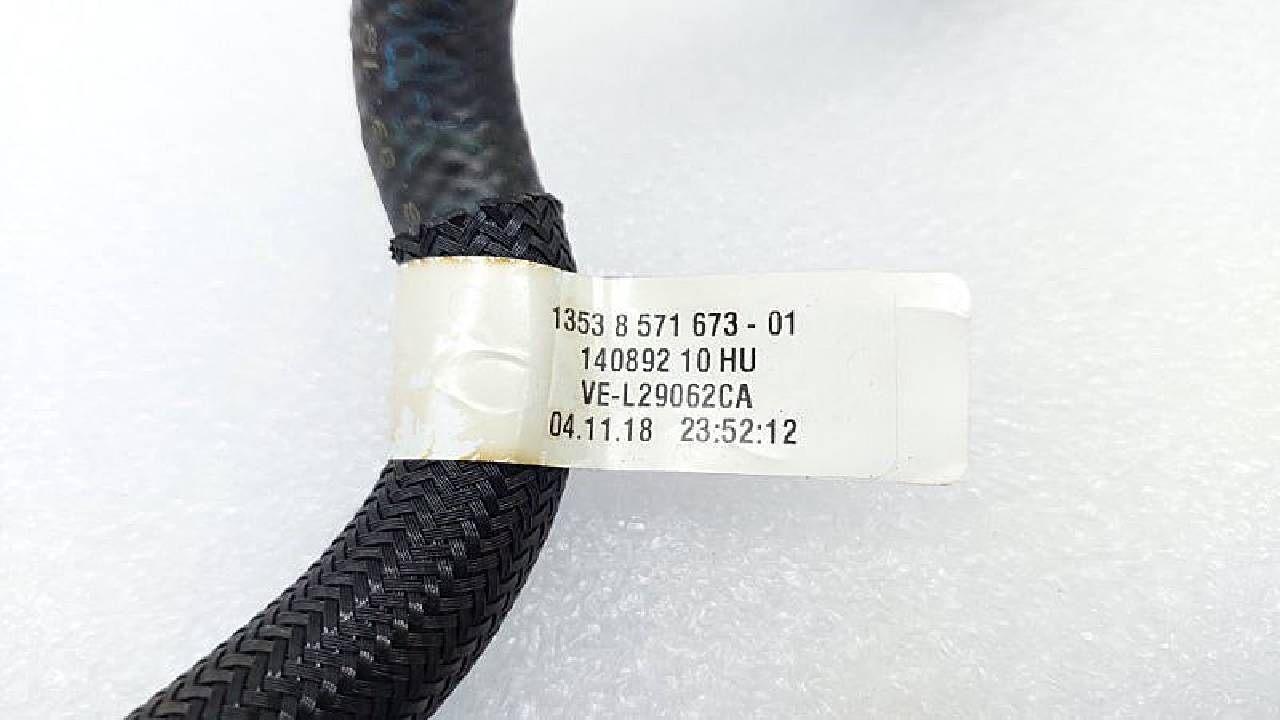 1353 8 571 673 - 01
140892 10 HU
VE-L29062CA
04.11.18 23:52:12